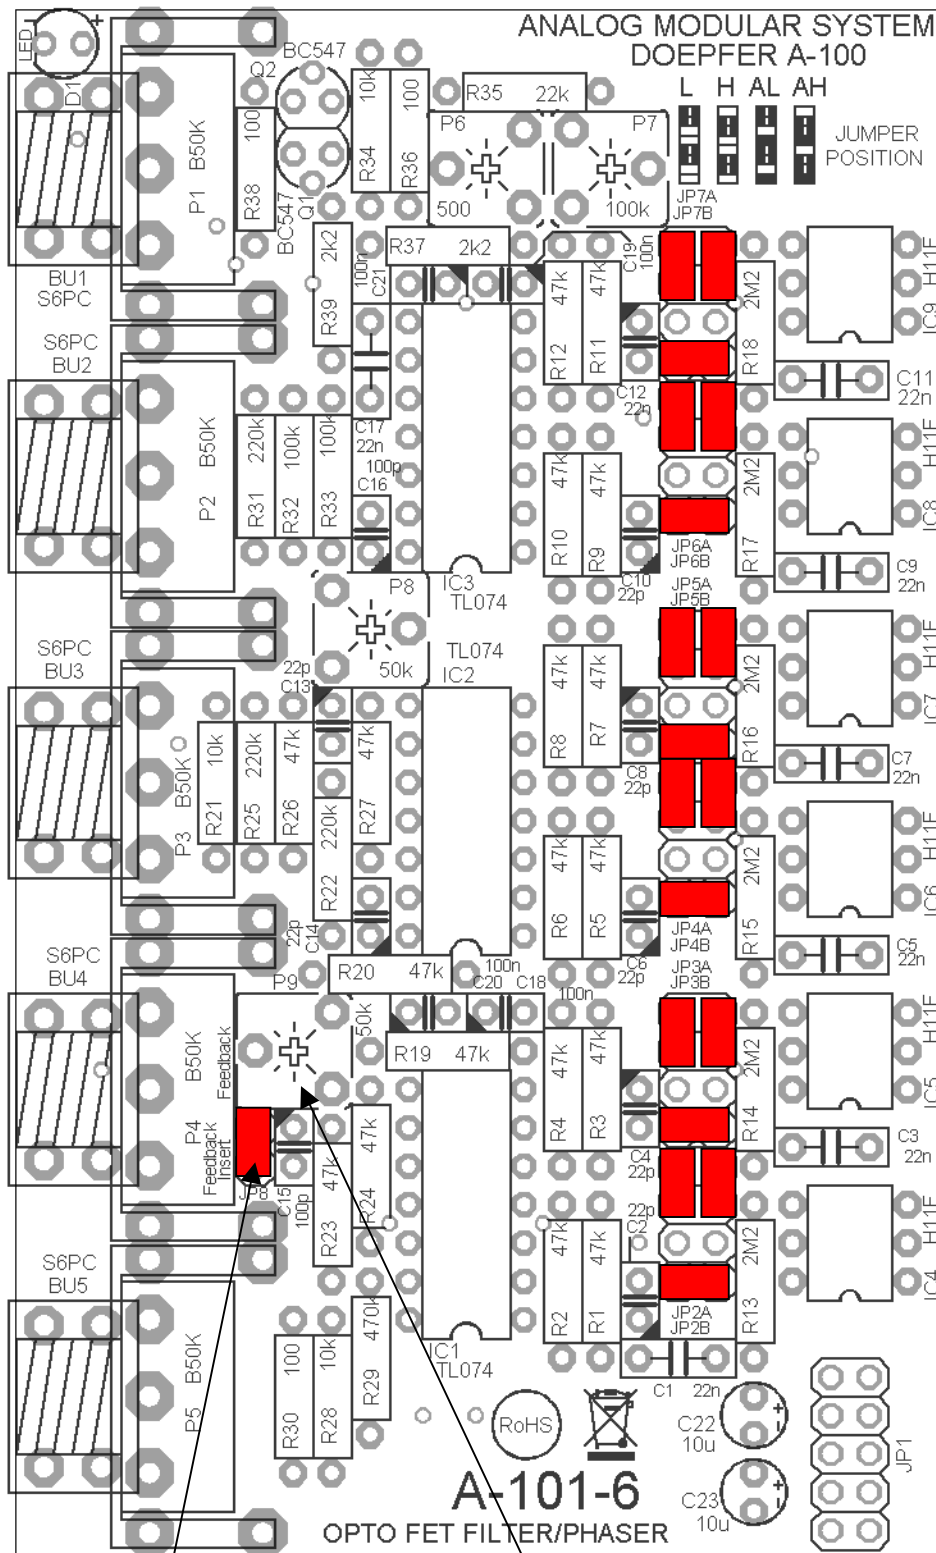 ANALOG MODULAR SYSTEM
DOEPFER A-100
L H AL AH
JUMPER
POSITION
LED
D1
BC547
Q2
BC547
Q1
10k
R34
100
R36
R35 22k
P6
500
P7
100k
JP7A
JP7B
B50K
P1
100
R38
BU1
S6PC
2k2
R39
100n
C21
R37 2k2
C19
100n
47k
R12
47k
R11
2M2
R18
H11F
IC9
C12
22n
C11
22n
S6PC
BU2
B50K
P2
220k
R31
100k
R32
100k
R33
C17
22n
100p
C16
IC3
TL074
47k
R10
47k
R9
C10
22p
2M2
R17
H11F
IC8
JP6A
JP6B
C9
22n
JP5A
JP5B
P8
50k
TL074
IC2
S6PC
BU3
22p
C13
B50K
P3
10k
R21
220k
R25
47k
R26
220k
R22
47k
R27
47k
R8
47k
R7
2M2
R16
H11F
IC7
C8
22p
C7
22n
47k
R6
47k
R5
2M2
R15
H11F
IC6
JP4A
JP4B
C6
22p
C5
22n
JP3A
JP3B
22p
C14
R20 47k
100n
C20 C18
100n
S6PC
BU4
P9
50k
B50K
P4
Feedback
Feedback
Insert
JP8
C15
100p
R19 47k
47k
R23
47k
R24
47k
R4
47k
R3
2M2
R14
H11F
IC5
C4
22p
C3
22n
22p
C2
47k
R2
47k
R1
2M2
R13
H11F
IC4
JP2A
JP2B
S6PC
BU5
B50K
P5
100
R30
10k
R28
470k
R29
IC1
TL074
C1 22n
RoHS
C22
10u
+
C23
10u
+
JP1
A-101-6
OPTO FET FILTER/PHASER